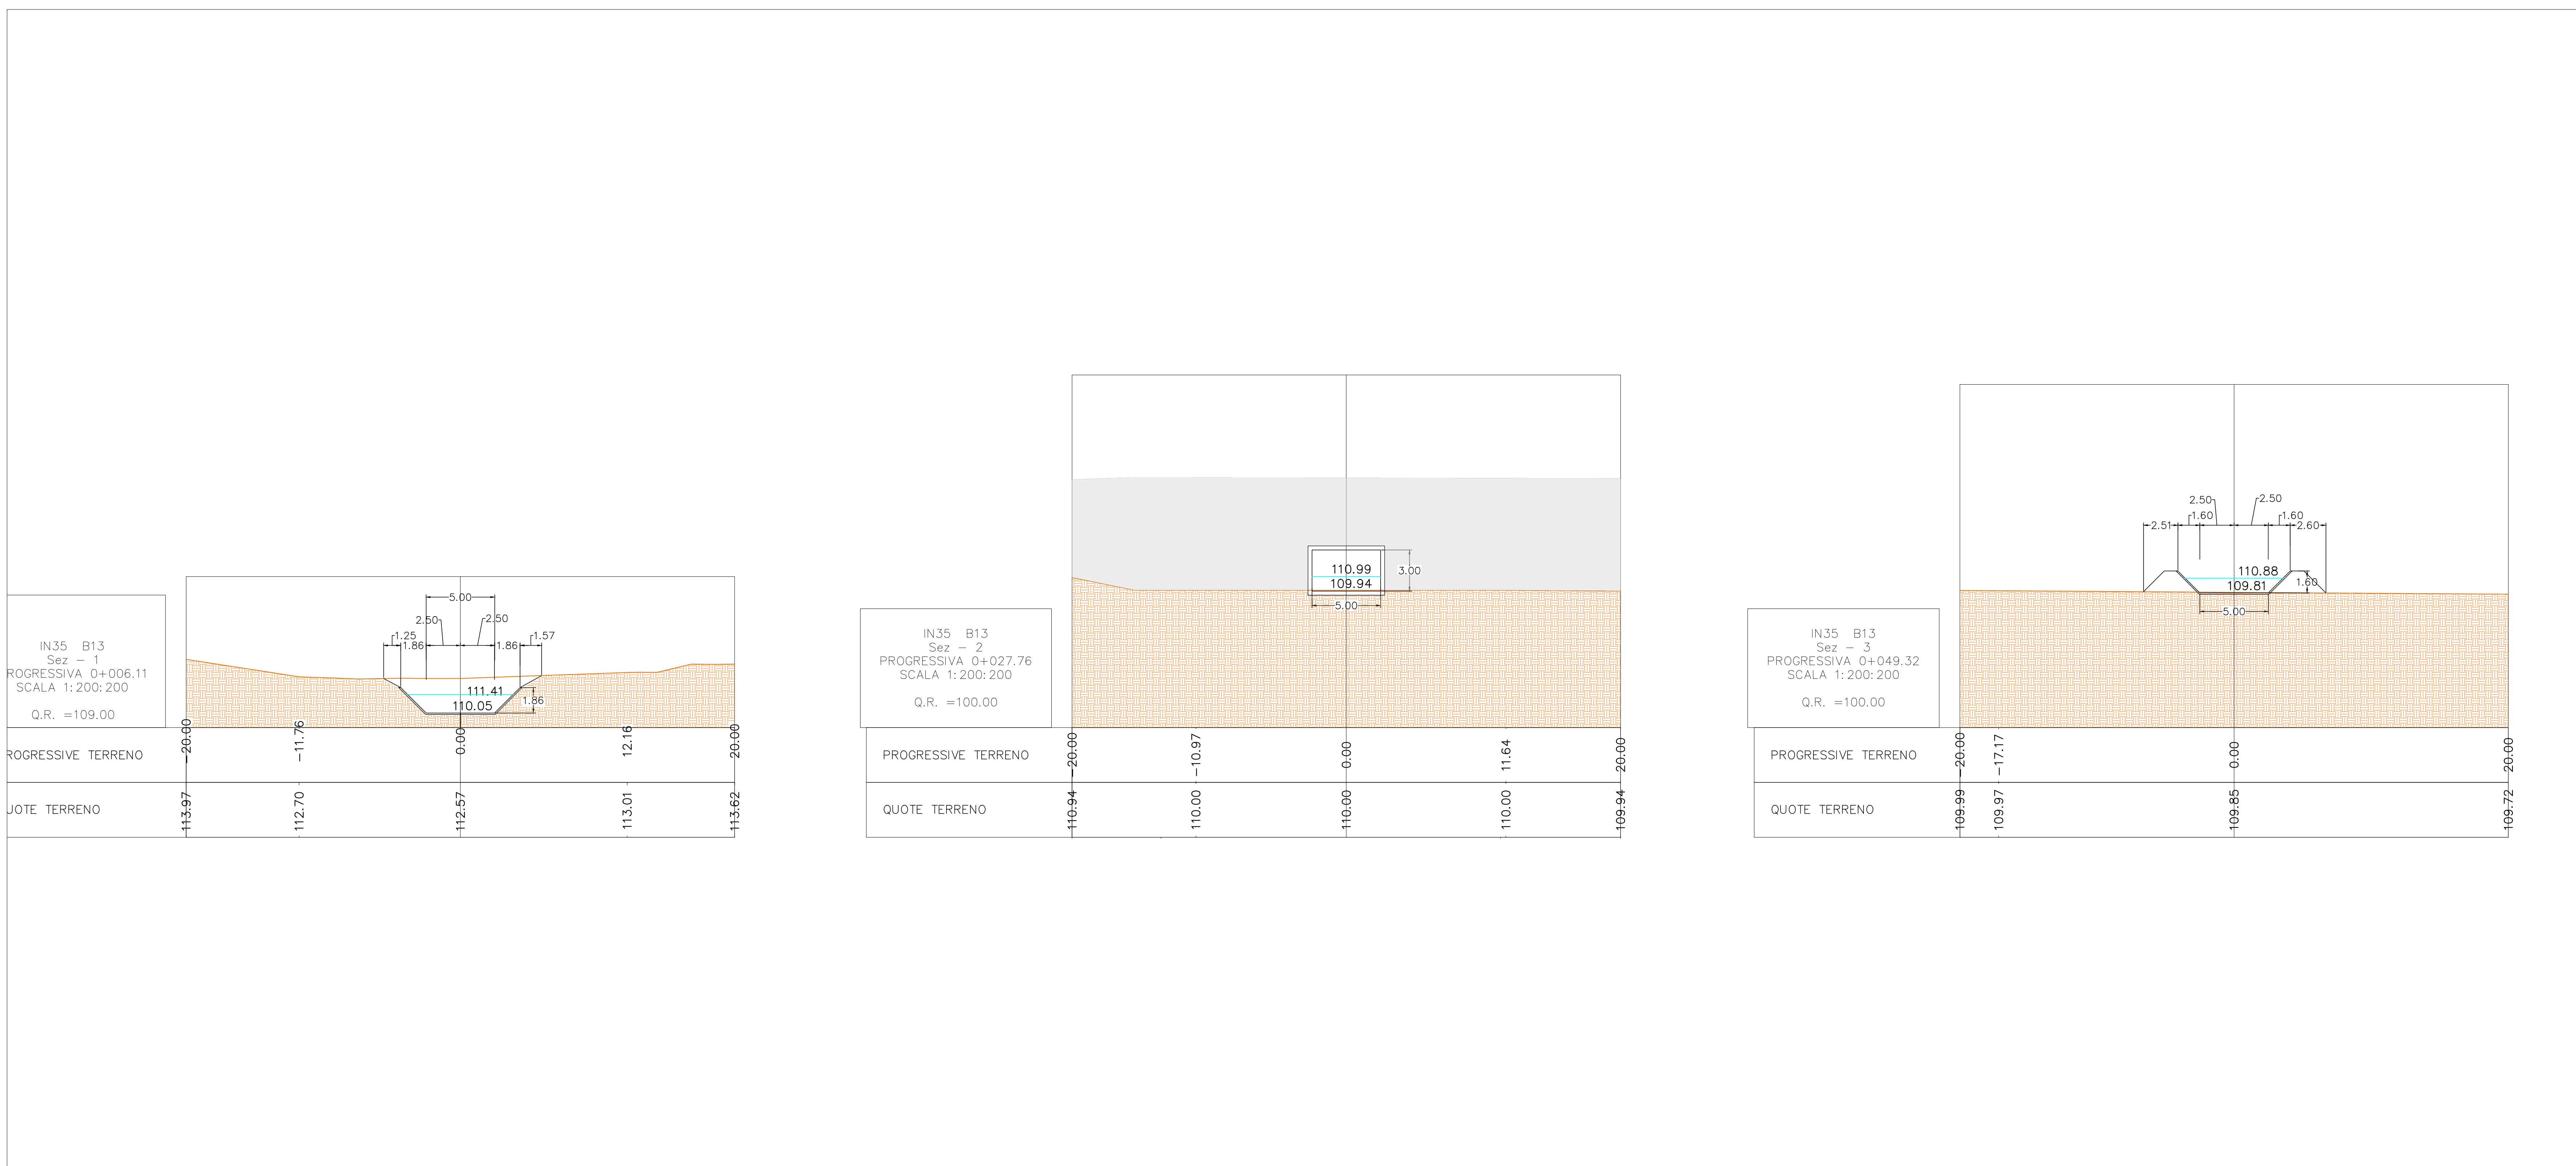 IN35 B13
Sez - 1
ROGRESSIVA 0+006.11
SCALA 1:200:200
Q.R. =109.00
5.00
2.50 2.50
1.25 1.57
1.86 1.86
111.41
110.05
1.86
ROGRESSIVE TERRENO
-20.00 -11.76 0.00 12.16 20.00
UOTE TERRENO
113.97 112.70 112.57 113.01 113.62
IN35 B13
Sez - 2
PROGRESSIVA 0+027.76
SCALA 1:200:200
Q.R. =100.00
110.99
109.94
3.00
5.00
PROGRESSIVE TERRENO
-20.00 -10.97 0.00 11.64 20.00
QUOTE TERRENO
110.94 110.00 110.00 110.00 109.94
IN35 B13
Sez - 3
PROGRESSIVA 0+049.32
SCALA 1:200:200
Q.R. =100.00
2.50 2.50
1.60 1.60
2.51 2.60
110.88
109.81
1.60
5.00
PROGRESSIVE TERRENO
-20.00 -17.17 0.00 20.00
QUOTE TERRENO
109.99 109.97 109.85 109.72